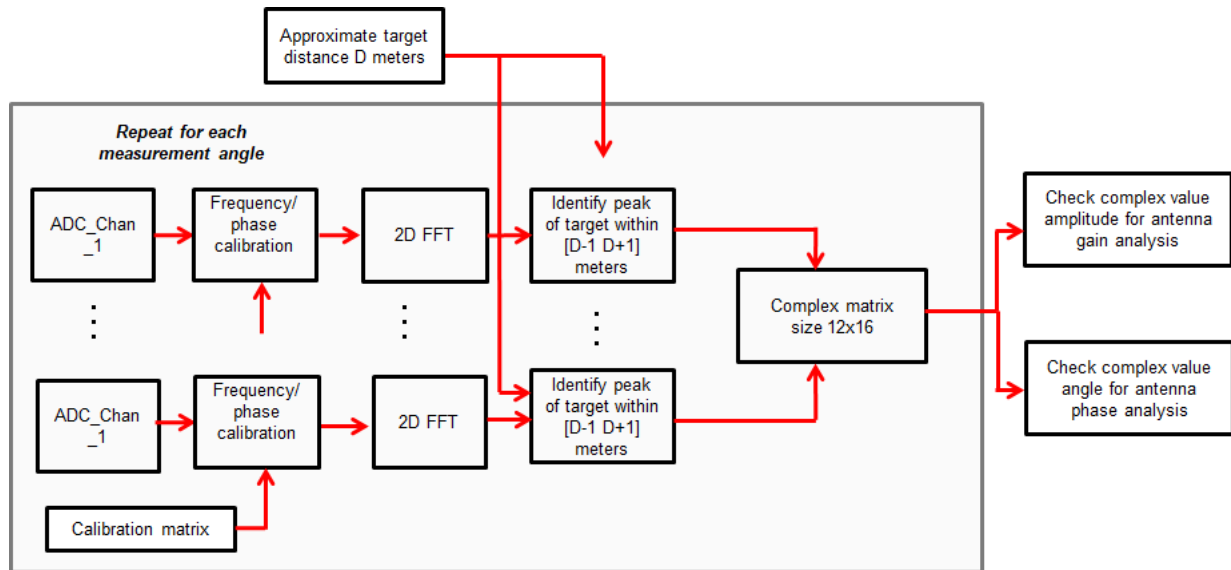 Approximate target
distance D meters
Repeat for each
measurement angle
ADC_Chan
_1
Frequency/
phase
calibration
2D FFT
Identify peak
of target within
[D-1 D+1]
meters
Complex matrix
size 12x16
Check complex value
amplitude for antenna
gain analysis
ADC_Chan
_1
Frequency/
phase
calibration
2D FFT
Identify peak
of target within
[D-1 D+1]
meters
Check complex value
angle for antenna
phase analysis
Calibration matrix